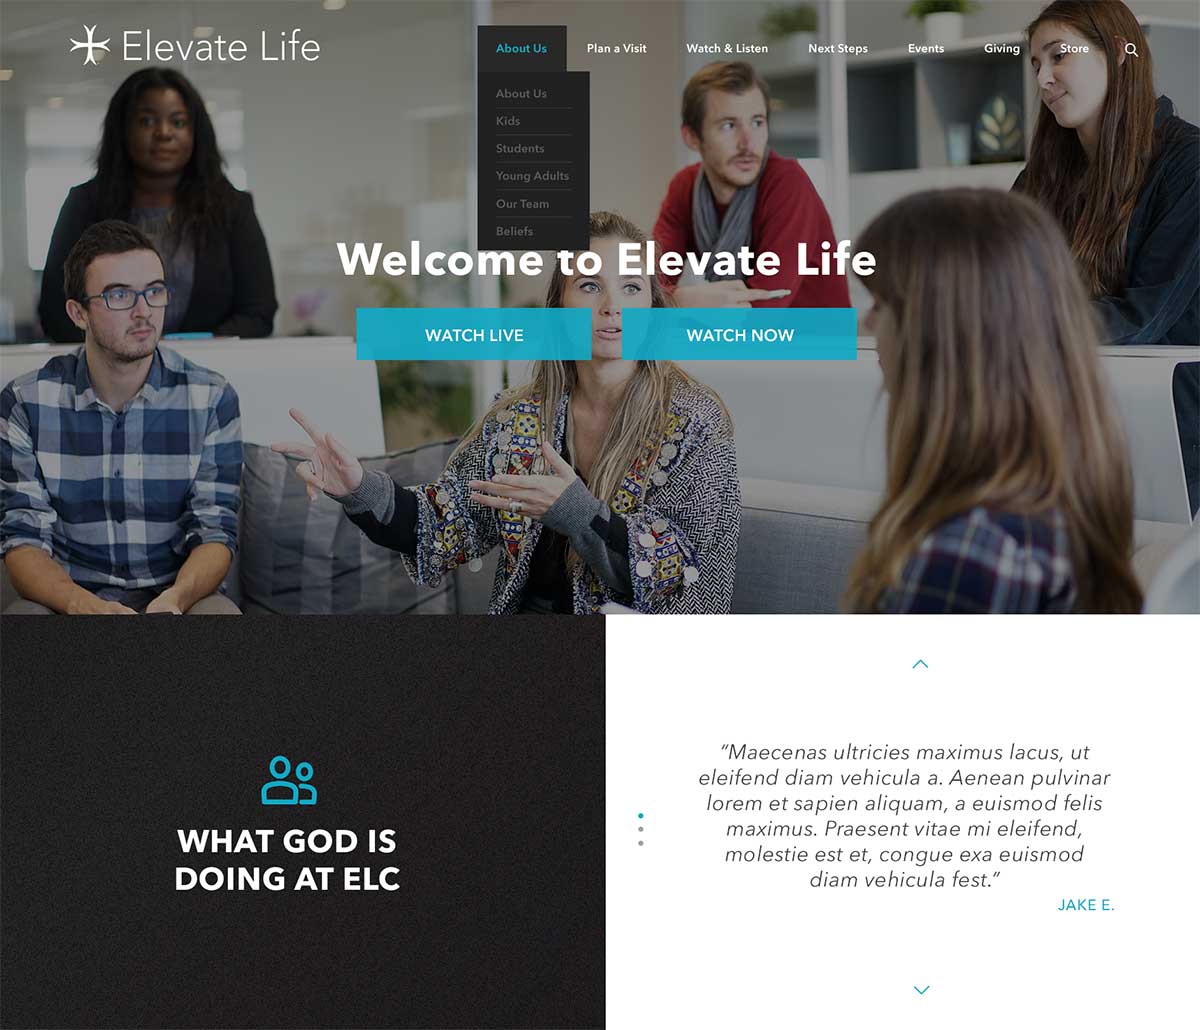 Elevate Life
About Us
Plan a Visit
Watch & Listen
Next Steps
Events
Giving
Store
About Us
Kids
Students
Young Adults
Our Team
Beliefs
Welcome to Elevate Life
WATCH LIVE
WATCH NOW
WHAT GOD IS
DOING AT ELC
“Maecenas ultricies maximus lacus, ut
eleifend diam vehicula a. Aenean pulvinar
lorem et sapien aliquam, a euismod felis
maximus. Praesent vitae mi eleifend,
molestie est et, congue exa euismod
diam vehicula fest.”
JAKE E.